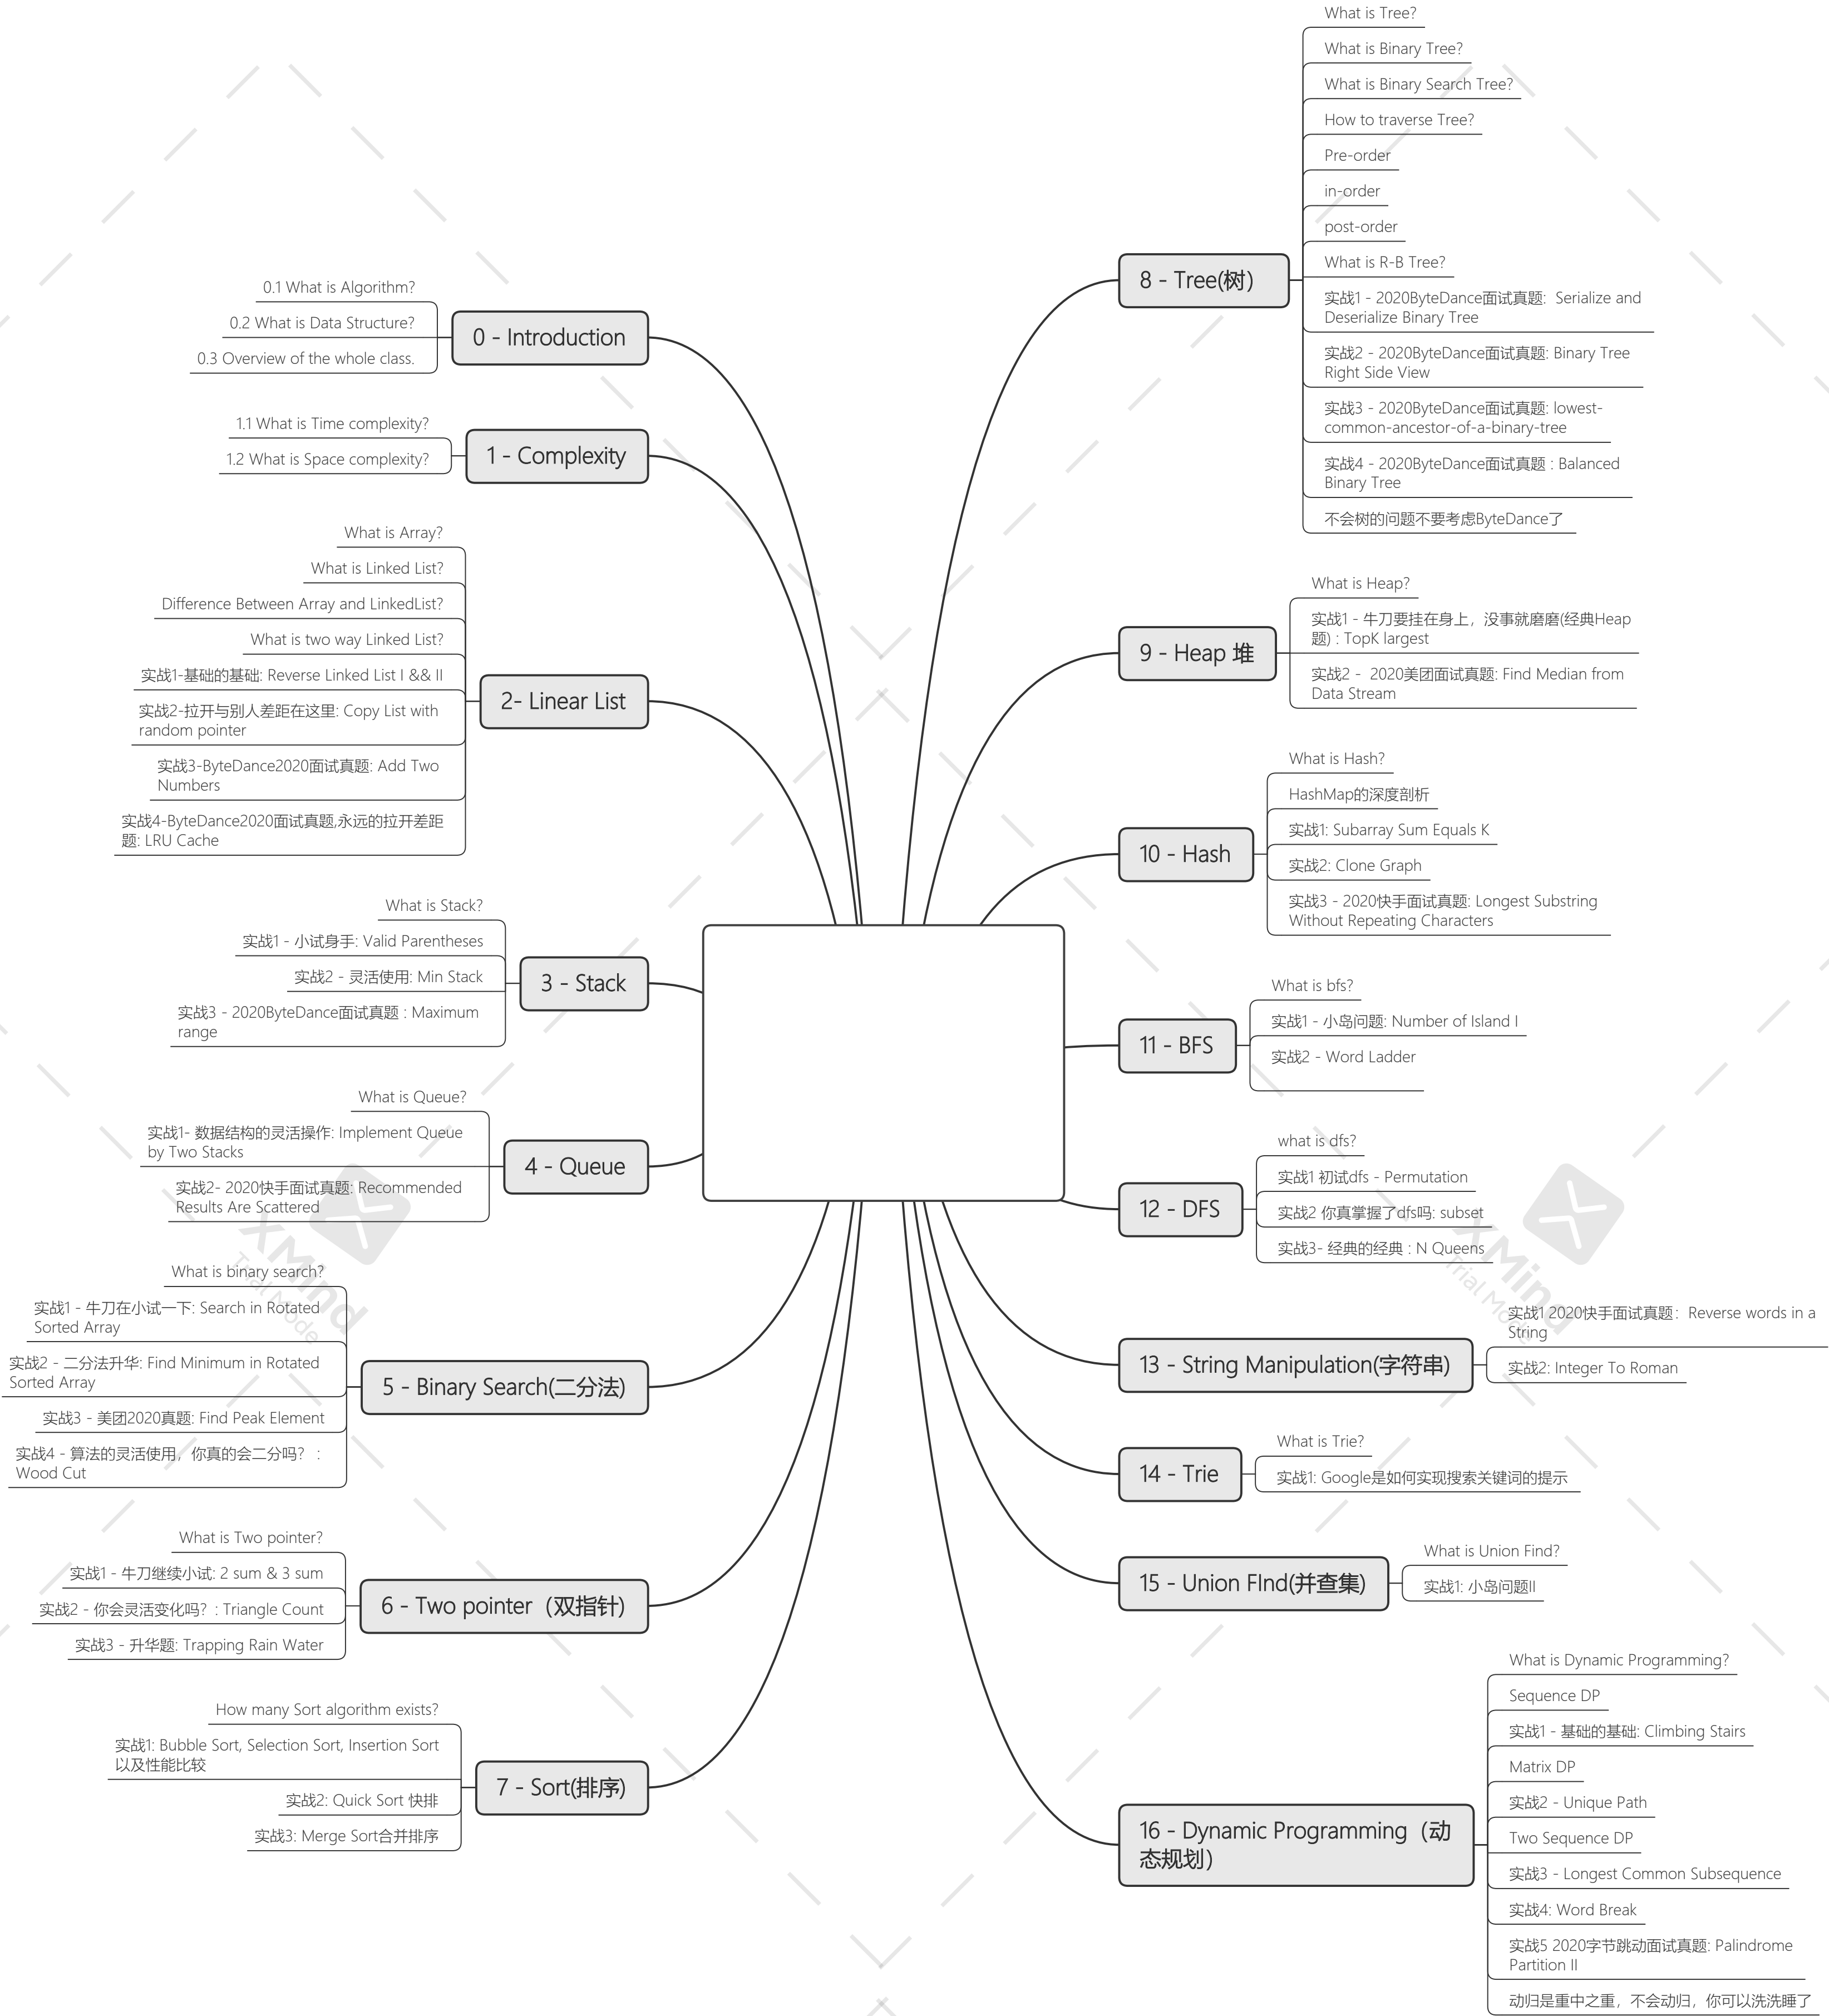 0 - Introduction
0.1 What is Algorithm?
0.2 What is Data Structure?
0.3 Overview of the whole class.
1 - Complexity
1.1 What is Time complexity?
1.2 What is Space complexity?
2- Linear List
What is Array?
What is Linked List?
Difference Between Array and LinkedList?
What is two way Linked List?
实战1-基础的基础: Reverse Linked List I && II
实战2-拉开与别人差距在这里: Copy List with
random pointer
实战3-ByteDance2020面试真题: Add Two
Numbers
实战4-ByteDance2020面试真题,永远的拉开差距
题: LRU Cache
3 - Stack
What is Stack?
实战1 - 小试身手: Valid Parentheses
实战2 - 灵活使用: Min Stack
实战3 - 2020ByteDance面试真题 : Maximum
range
4 - Queue
What is Queue?
实战1- 数据结构的灵活操作: Implement Queue
by Two Stacks
实战2- 2020快手面试真题: Recommended
Results Are Scattered
5 - Binary Search(二分法)
What is binary search?
实战1 - 牛刀在小试一下: Search in Rotated
Sorted Array
实战2 - 二分法升华: Find Minimum in Rotated
Sorted Array
实战3 - 美团2020真题: Find Peak Element
实战4 - 算法的灵活使用，你真的会二分吗？ :
Wood Cut
6 - Two pointer（双指针)
What is Two pointer?
实战1 - 牛刀继续小试: 2 sum & 3 sum
实战2 - 你会灵活变化吗？: Triangle Count
实战3 - 升华题: Trapping Rain Water
7 - Sort(排序)
How many Sort algorithm exists?
实战1: Bubble Sort, Selection Sort, Insertion Sort
以及性能比较
实战2: Quick Sort 快排
实战3: Merge Sort合并排序
8 - Tree(树）
What is Tree?
What is Binary Tree?
What is Binary Search Tree?
How to traverse Tree?
Pre-order
in-order
post-order
What is R-B Tree?
实战1 - 2020ByteDance面试真题:  Serialize and
Deserialize Binary Tree
实战2 - 2020ByteDance面试真题: Binary Tree
Right Side View
实战3 - 2020ByteDance面试真题: lowest-
common-ancestor-of-a-binary-tree
实战4 - 2020ByteDance面试真题 : Balanced
Binary Tree
不会树的问题不要考虑ByteDance了
9 - Heap 堆
What is Heap?
实战1 - 牛刀要挂在身上，没事就磨磨(经典Heap
题) : TopK largest
实战2 -  2020美团面试真题: Find Median from
Data Stream
10 - Hash
What is Hash?
HashMap的深度剖析
实战1: Subarray Sum Equals K
实战2: Clone Graph
实战3 - 2020快手面试真题: Longest Substring
Without Repeating Characters
11 - BFS
What is bfs?
实战1 - 小岛问题: Number of Island I
实战2 - Word Ladder
12 - DFS
what is dfs?
实战1 初试dfs - Permutation
实战2 你真掌握了dfs吗: subset
实战3- 经典的经典 : N Queens
13 - String Manipulation(字符串)
实战1 2020快手面试真题：Reverse words in a
String
实战2: Integer To Roman
14 - Trie
What is Trie?
实战1: Google是如何实现搜索关键词的提示
15 - Union FInd(并查集)
What is Union Find?
实战1: 小岛问题II
16 - Dynamic Programming（动
态规划）
What is Dynamic Programming?
Sequence DP
实战1 - 基础的基础: Climbing Stairs
Matrix DP
实战2 - Unique Path
Two Sequence DP
实战3 - Longest Common Subsequence
实战4: Word Break
实战5 2020字节跳动面试真题: Palindrome
Partition II
动归是重中之重，不会动归，你可以洗洗睡了
XMind
Trial Mode
XMind
Trial Mode